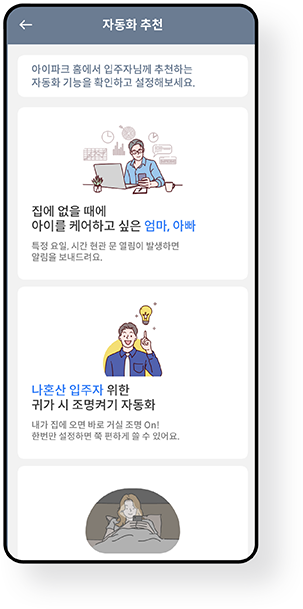 자동화 추천
아이파크 홈에서 입주자님께 추천하는
자동화 기능을 확인하고 설정해보세요.
집에 없을 때에
아이를 케어하고 싶은 엄마, 아빠
특정 요일, 시간 현관 문 열림이 발생하면
알림을 보내드려요.
나혼산 입주자 위한
귀가 시 조명켜기 자동화
내가 집에 오면 바로 거실 조명 On!
한번만 설정하면 쭉 편하게 쓸 수 있어요.